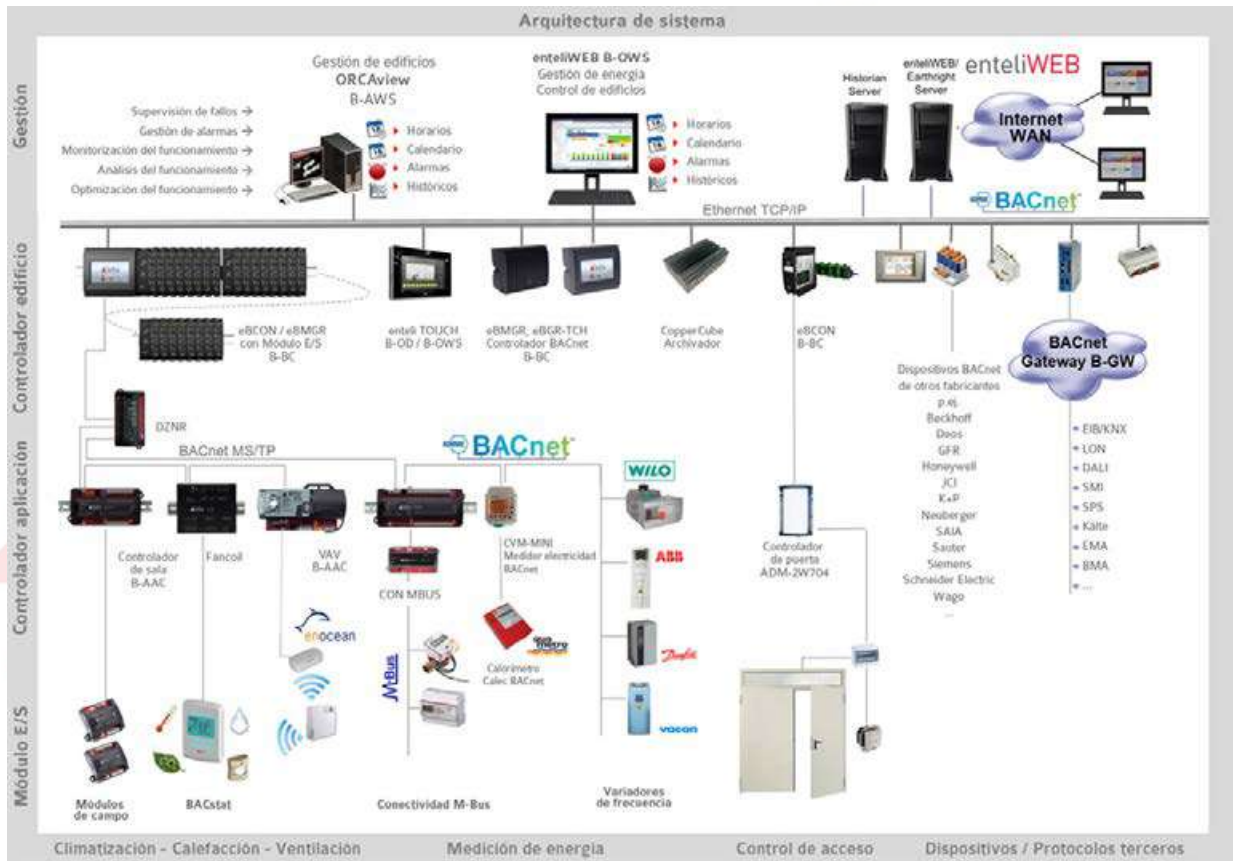 Arquitectura de sistema
Gestión
Gestión de edificios
ORCAview
B-AWS
Supervisión de fallos →
Gestión de alarmas →
Monitorización del funcionamiento →
Análisis del funcionamiento →
Optimización del funcionamiento →
Horarios
Calendario
Alarmas
Históricos
enteliWEB B-OWS
Gestión de energía
Control de edificios
Horarios
Calendario
Alarmas
Históricos
Historian
Server
enteliWEB/
Earthright
Server
enteliWEB
Internet
WAN
BACnet
Ethernet TCP/IP
Controlador edificio
eBCON / eBMGR
con Módulo E/S
B-BC
enteli TOUCH
B-OD / B-OWS
eBMGR, eBGR-TCH
Controlador BACnet
B-BC
CopperCube
Archivador
eBCON
B-BC
Dispositivos BACnet
de otros fabricantes
p.ej.
Beckhoff
Deos
GFR
Honeywell
JCI
K+P
Neuberger
SAIA
Sauter
Siemens
Schneider Electric
Wago
...
BACnet
Gateway B-GW
EIB/KNX
LON
DALI
SMI
SPS
Kälte
EMA
BMA
...
Controlador aplicación
DZNR
BACnet MS/TP
BACnet
Controlador
de sala
B-AAC
Fancoil
VAV
B-AAC
CON MBUS
CVM-MINI
Medidor electricidad
BACnet
WILO
ABB
Danfoss
vacon
Controlador
de puerta
ADM-2W704
enocean
M-Bus
Calorímetro
Calec BACnet
Módulo E/S
Módulos
de campo
BACstat
Conectividad M-Bus
Variadores
de frecuencia
Climatización - Calefacción - Ventilación
Medición de energía
Control de acceso
Dispositivos / Protocolos terceros